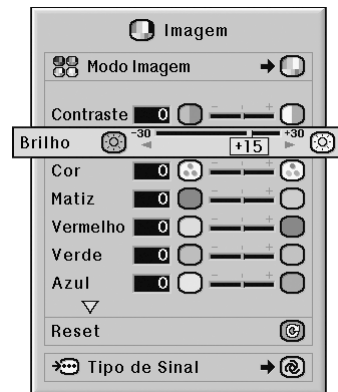 Imagem
Modo Imagem
Contraste 0 - +
Brilho -30 +15 +30
Cor 0 - +
Matiz 0 - +
Vermelho 0 - +
Verde 0 - +
Azul 0 - +
Reset
Tipo de Sinal